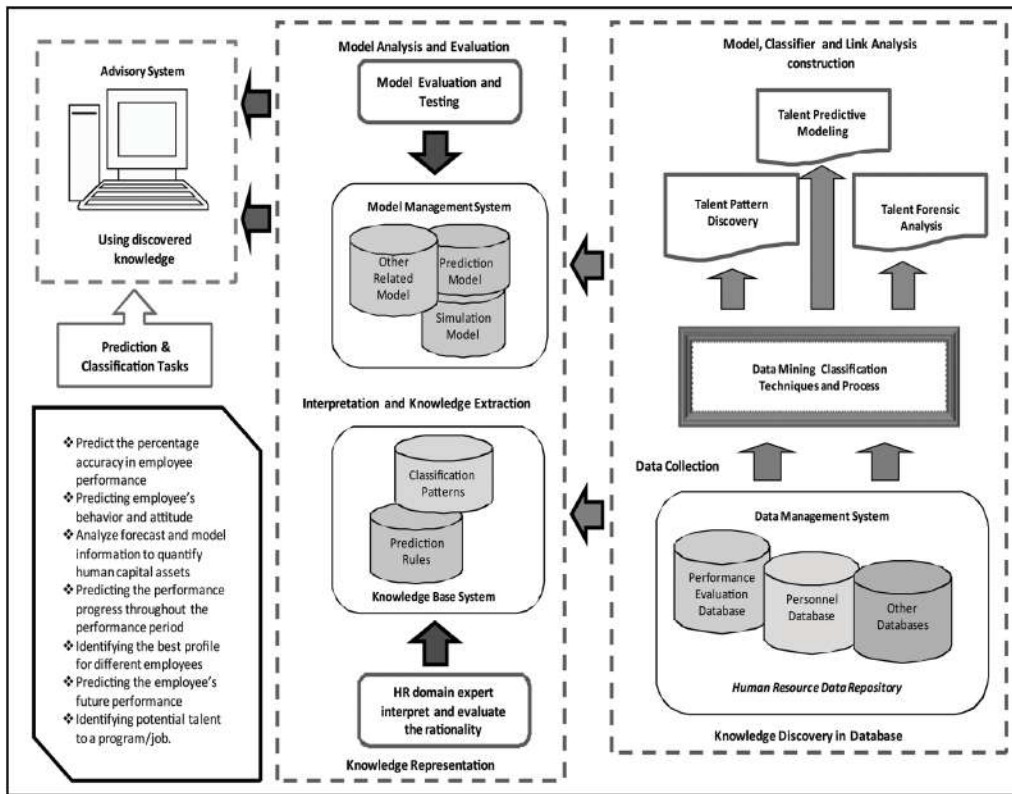 Advisory System
Using discovered
knowledge
Prediction &
Classification Tasks
❖ Predict the percentage
accuracy in employee
performance
❖ Predicting employee's
behavior and attitude
❖ Analyze forecast and model
information to quantify
human capital assets
❖ Predicting the performance
progress throughout the
performance period
❖ Identifying the best profile
for different employees
❖ Predicting the employee's
future performance
❖ Identifying potential talent
to a program/job.
Model Analysis and Evaluation
Model Evaluation and
Testing
Model Management System
Other
Related
Model
Prediction
Model
Simulation
Model
Interpretation and Knowledge Extraction
Classification
Patterns
Prediction
Rules
Knowledge Base System
HR domain expert
interpret and evaluate
the rationality
Knowledge Representation
Model, Classifier and Link Analysis
construction
Talent Predictive
Modeling
Talent Pattern
Discovery
Talent Forensic
Analysis
Data Mining Classification
Techniques and Process
Data Collection
Data Management System
Performance
Evaluation
Database
Personnel
Database
Other
Databases
Human Resource Data Repository
Knowledge Discovery in Database